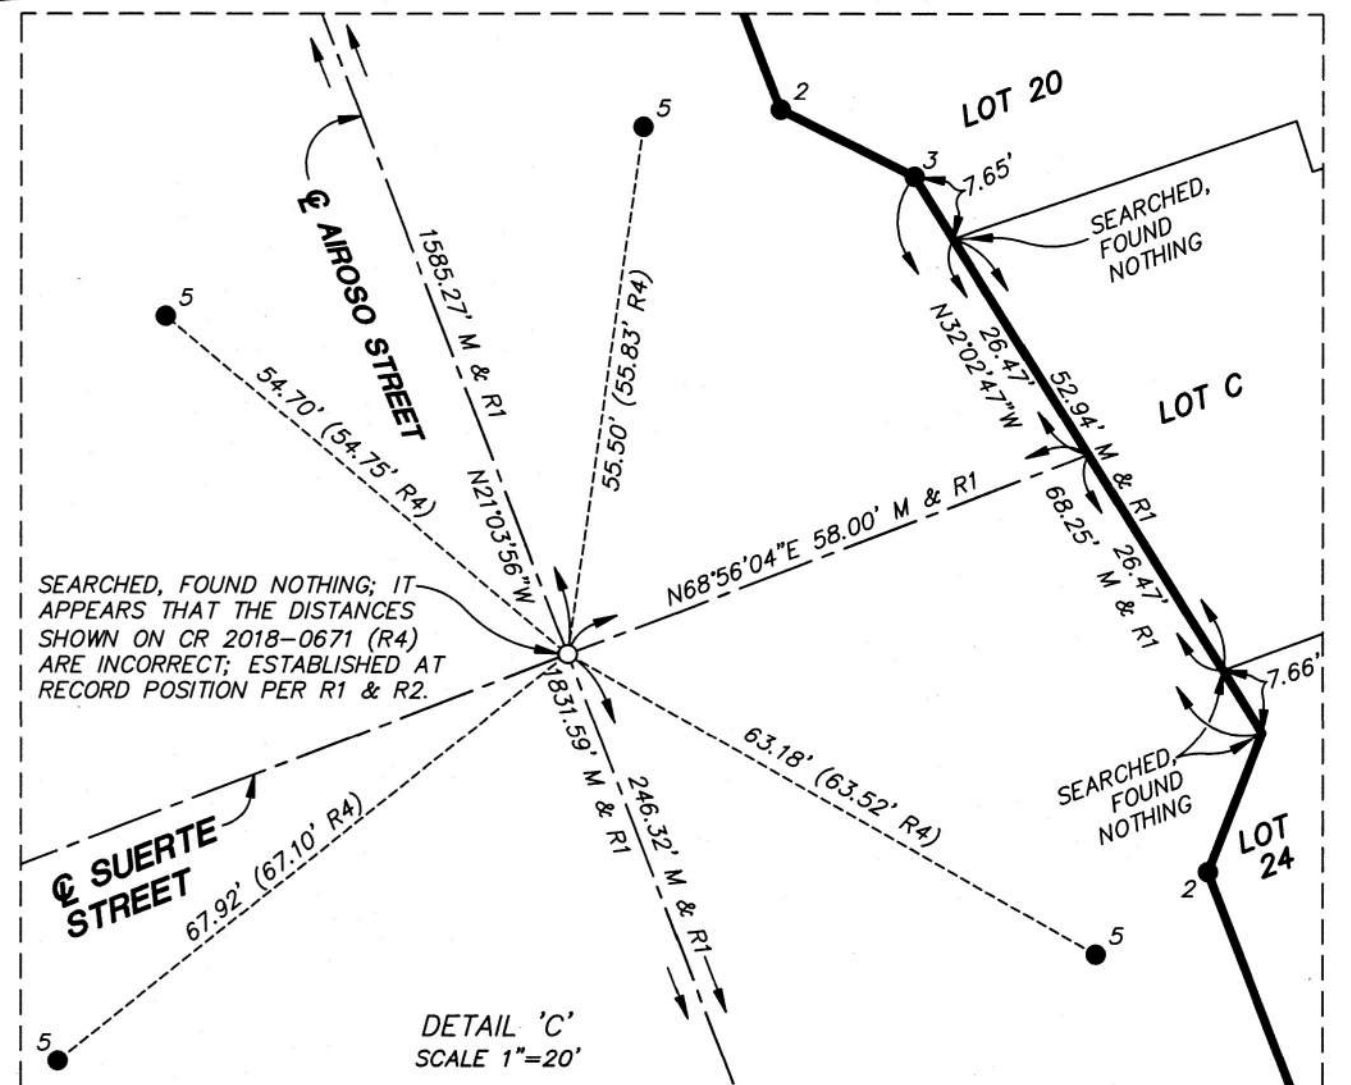 2
LOT 20
5
3
7.65'
SEARCHED,
FOUND
NOTHING
℄ AIROSO STREET
1585.27' M & R1
5
55.50' (55.83' R4)
54.70' (54.75' R4)
N32°02'47"W
26.47'
52.94' M & R1
LOT C
N21°03'56"W
N68°56'04"E 58.00' M & R1
68.25' M & R1
26.47'
SEARCHED, FOUND NOTHING; IT
APPEARS THAT THE DISTANCES
SHOWN ON CR 2018-0671 (R4)
ARE INCORRECT; ESTABLISHED AT
RECORD POSITION PER R1 & R2.
7.66'
1831.59' M & R1
246.32' M & R1
63.18' (63.52' R4)
SEARCHED,
FOUND
NOTHING
℄ SUERTE
STREET
67.92' (67.10' R4)
LOT
24
2
5
5
DETAIL 'C'
SCALE 1"=20'